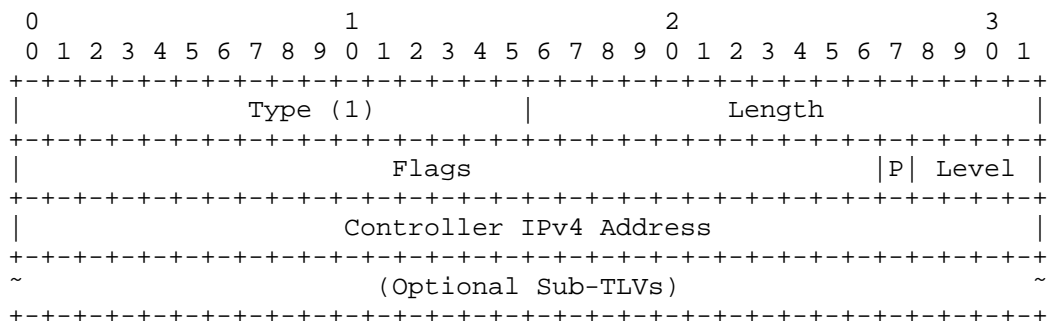 0                   1                   2                   3
 0 1 2 3 4 5 6 7 8 9 0 1 2 3 4 5 6 7 8 9 0 1 2 3 4 5 6 7 8 9 0 1
+-+-+-+-+-+-+-+-+-+-+-+-+-+-+-+-+-+-+-+-+-+-+-+-+-+-+-+-+-+-+-+-+
|              Type (1)         |            Length             |
+-+-+-+-+-+-+-+-+-+-+-+-+-+-+-+-+-+-+-+-+-+-+-+-+-+-+-+-+-+-+-+-+
|                       Flags                         |P| Level |
+-+-+-+-+-+-+-+-+-+-+-+-+-+-+-+-+-+-+-+-+-+-+-+-+-+-+-+-+-+-+-+-+
|                    Controller IPv4 Address                    |
+-+-+-+-+-+-+-+-+-+-+-+-+-+-+-+-+-+-+-+-+-+-+-+-+-+-+-+-+-+-+-+-+
~                      (Optional Sub-TLVs)                      ~
+-+-+-+-+-+-+-+-+-+-+-+-+-+-+-+-+-+-+-+-+-+-+-+-+-+-+-+-+-+-+-+-+